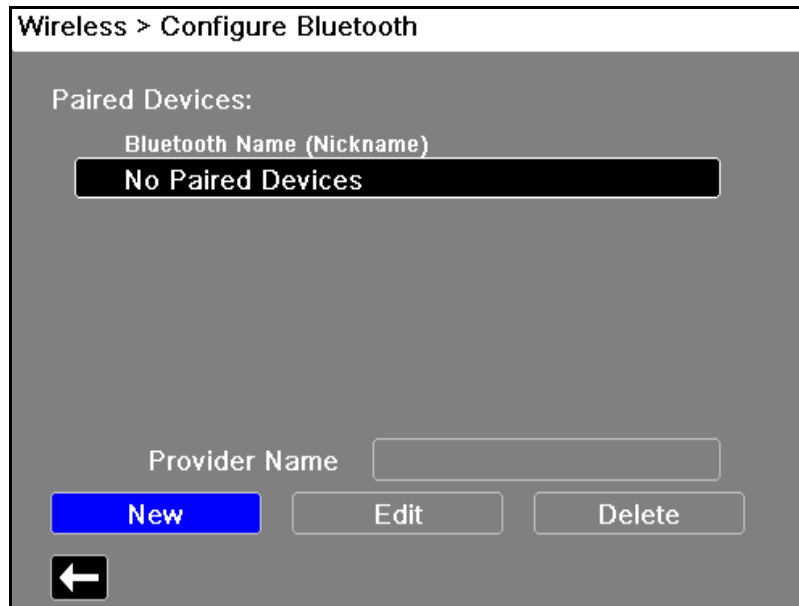 Wireless > Configure Bluetooth
Paired Devices:
Bluetooth Name (Nickname)
No Paired Devices
Provider Name
New Edit Delete